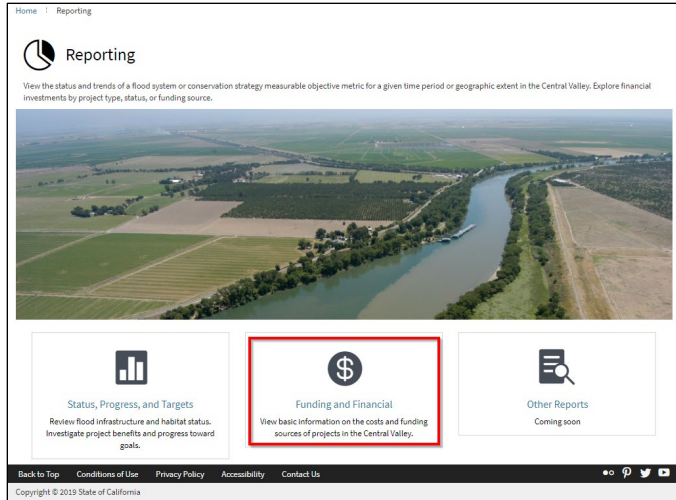 Home Reporting
Reporting
View the status and trends of a flood system or conservation strategy measurable objective metric for a given time period or geographic extent in the Central Valley. Explore financial
investments by project type, status, or funding source.
Status, Progress, and Targets
Review flood infrastructure and habitat status.
Investigate project benefits and progress toward
goals.
Funding and Financial
View basic information on the costs and funding
sources of projects in the Central Valley.
Other Reports
Coming soon
Back to Top Conditions of Use Privacy Policy Accessibility Contact Us
Copyright © 2019 State of California